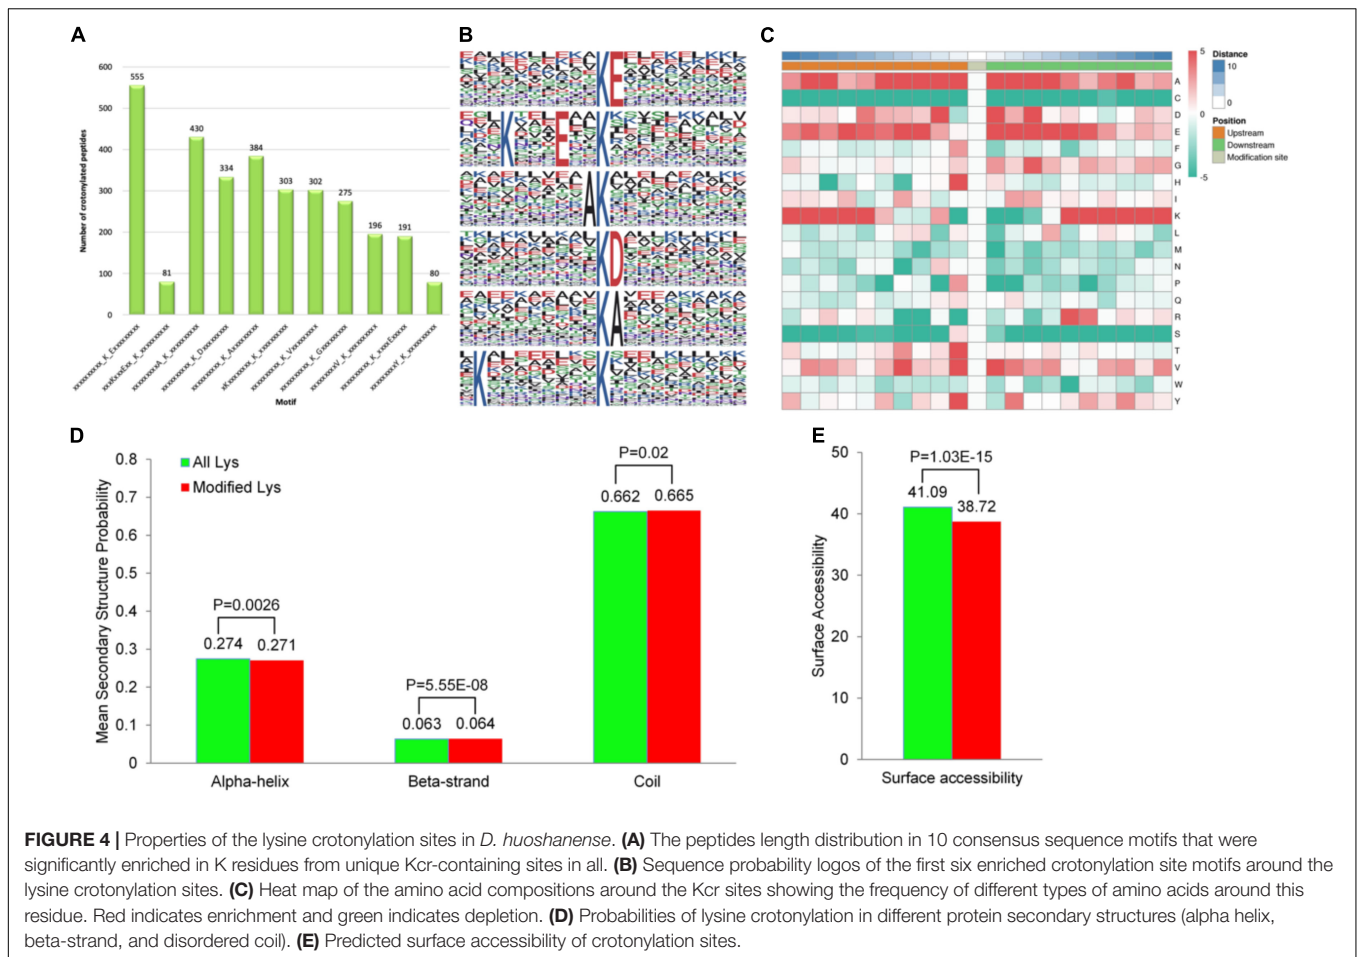 A
Number of crotonylated peptides
600
500
400
300
200
100
0
555
81
430
334
384
303
302
275
196
191
80
Motif
B
C
A
C
D
E
F
G
H
I
K
L
M
N
P
Q
R
S
T
V
W
Y
5
0
-5
Distance
10
0
Position
Upstream
Downstream
Modification site
D
Mean Secondary Structure Probability
0.8
0.7
0.6
0.5
0.4
0.3
0.2
0.1
0
All Lys
Modified Lys
P=0.0026
0.274 0.271
P=5.55E-08
0.063 0.064
P=0.02
0.662 0.665
Alpha-helix Beta-strand Coil
E
Surface Accessibility
50
40
30
20
10
0
P=1.03E-15
41.09
38.72
Surface accessibility
FIGURE 4 | Properties of the lysine crotonylation sites in D. huoshanense. (A) The peptides length distribution in 10 consensus sequence motifs that were
significantly enriched in K residues from unique Kcr-containing sites in all. (B) Sequence probability logos of the first six enriched crotonylation site motifs around the
lysine crotonylation sites. (C) Heat map of the amino acid compositions around the Kcr sites showing the frequency of different types of amino acids around this
residue. Red indicates enrichment and green indicates depletion. (D) Probabilities of lysine crotonylation in different protein secondary structures (alpha helix,
beta-strand, and disordered coil). (E) Predicted surface accessibility of crotonylation sites.